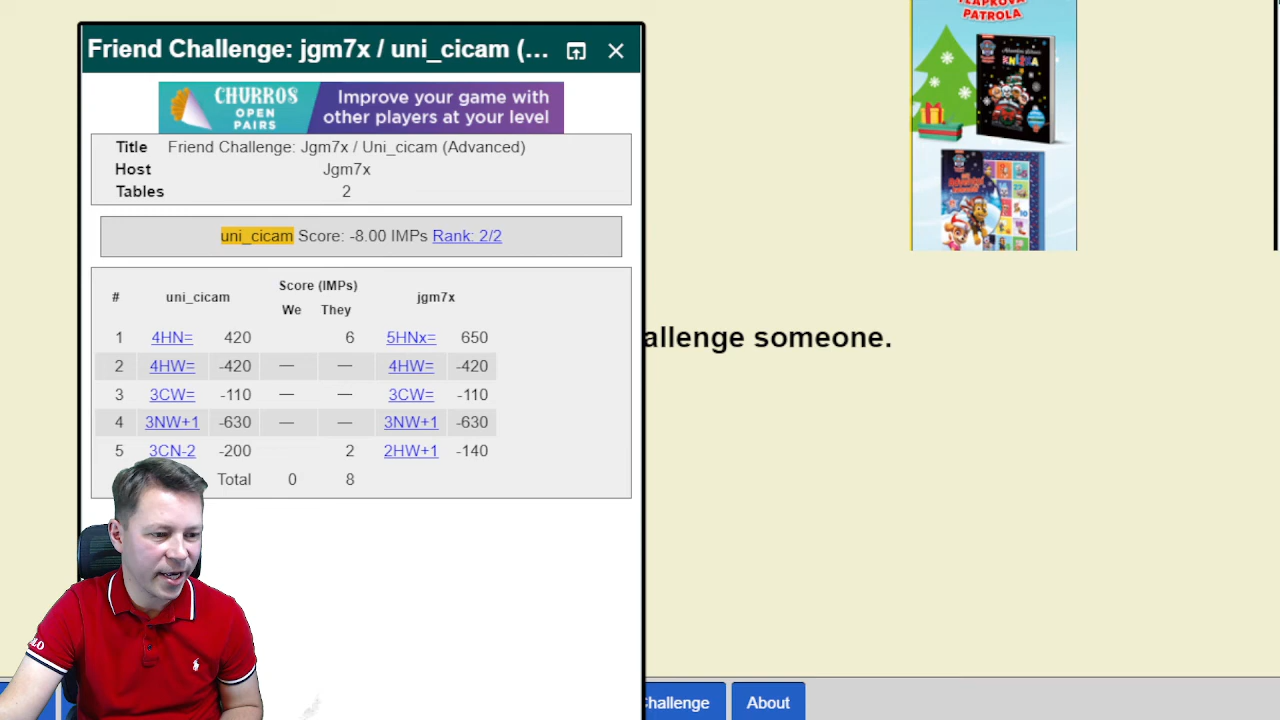 Friend Challenge: jgm7x / uni_cicam (...
CHURROS
OPEN
PAIRS
Improve your game with
other players at your level
Title Friend Challenge: Jgm7x / Uni_cicam (Advanced)
Host Jgm7x
Tables 2
uni_cicam Score: -8.00 IMPs Rank: 2/2
# uni_cicam Score (IMPs) jgm7x
We They
1 4HN= 420 6 5HNx= 650
2 4HW= -420 — — 4HW= -420
3 3CW= -110 — — 3CW= -110
4 3NW+1 -630 — — 3NW+1 -630
5 3CN-2 -200 2 2HW+1 -140
Total 0 8
PATROLA
KNIŽKA
allenge someone.
Challenge
About